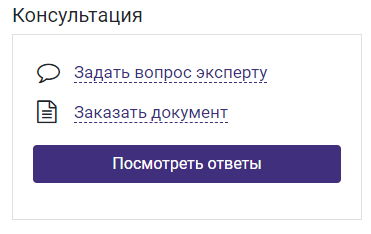 Консультация
Задать вопрос эксперту
Заказать документ
Посмотреть ответы